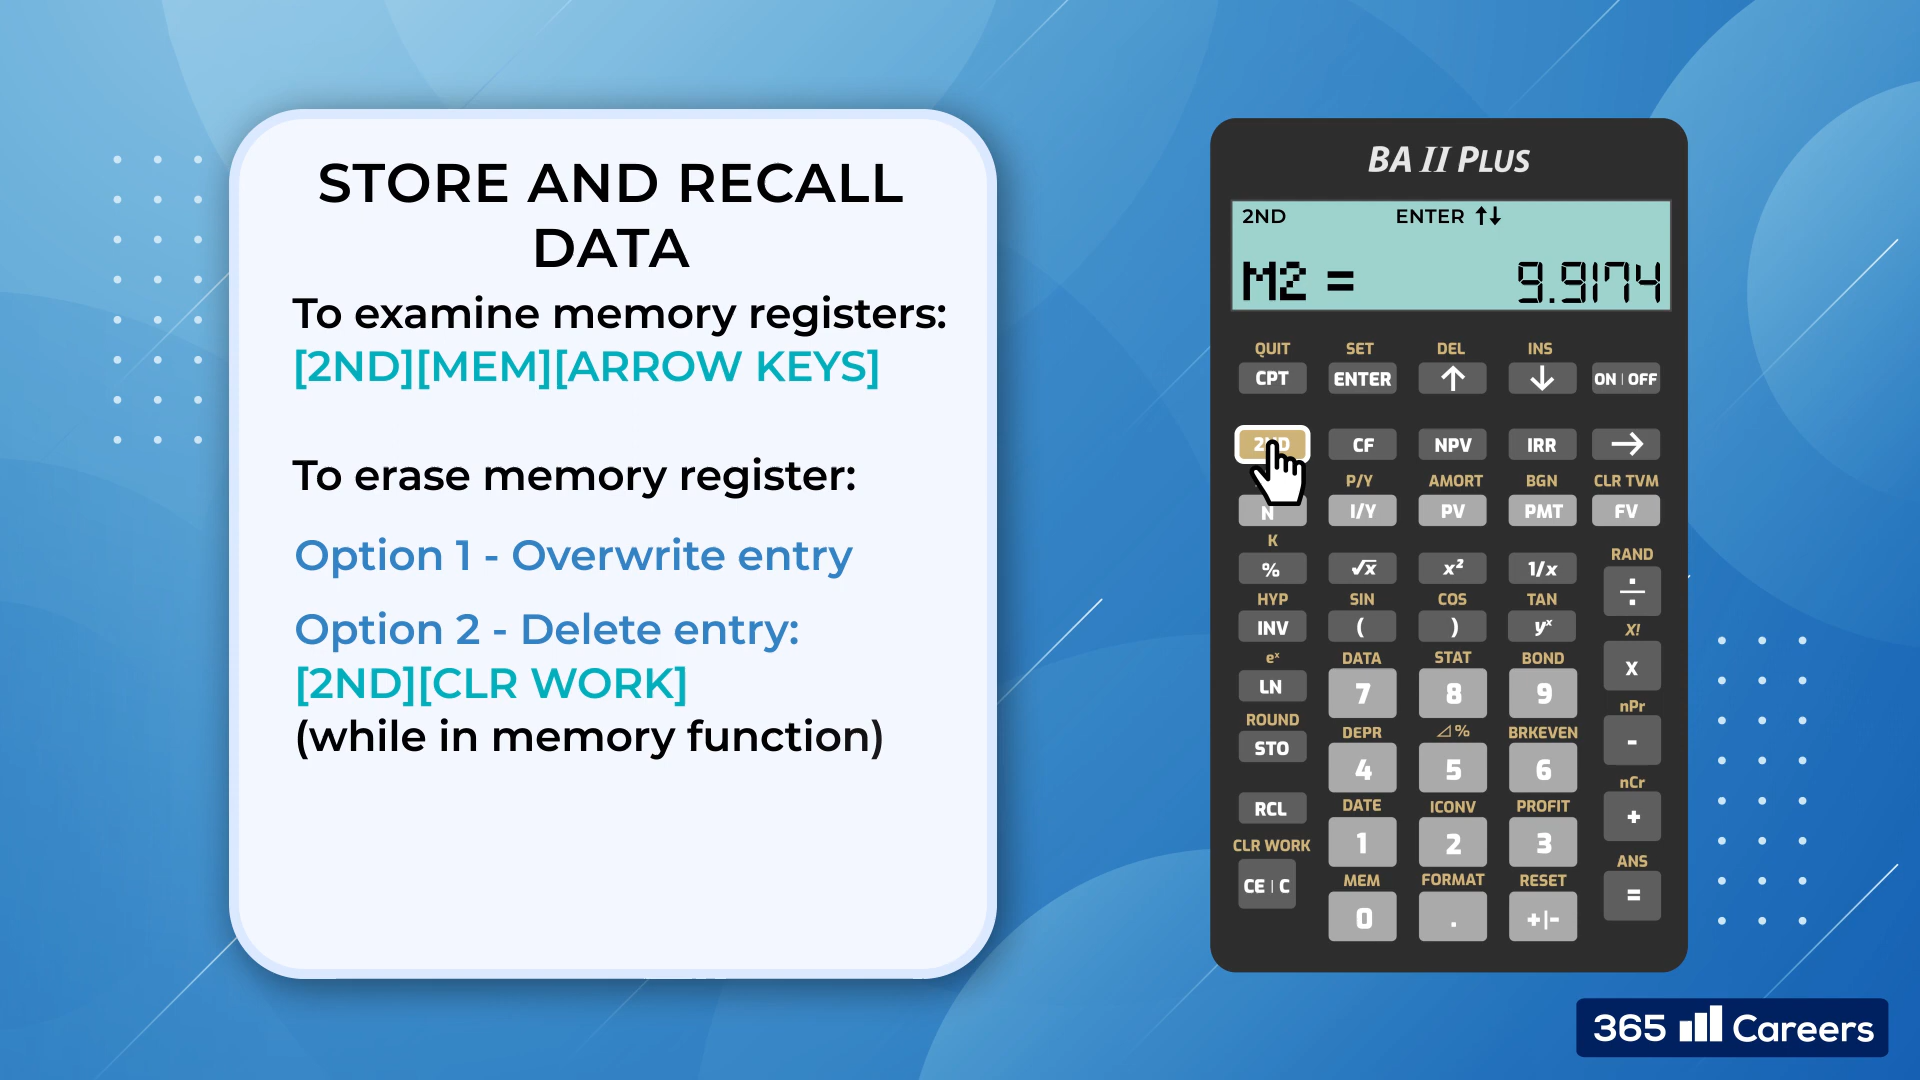 STORE AND RECALL
DATA
To examine memory registers:
[2ND][MEM][ARROW KEYS]
To erase memory register:
Option 1 - Overwrite entry
Option 2 - Delete entry:
[2ND][CLR WORK]
(while in memory function)
BA II PLUS
2ND ENTER ↑↓
M2 = 9.9174
QUIT SET DEL INS
CPT ENTER ↑ ↓ ON | OFF
2ND CF NPV IRR →
P/Y AMORT BGN CLR TVM
N I/Y PV PMT FV
K RAND
% √x x² 1/x ÷
HYP SIN COS TAN X!
INV ( ) yˣ x
eˣ DATA STAT BOND nPr
LN 7 8 9 -
ROUND DEPR ⊿% BRKEVEN nCr
STO 4 5 6 +
DATE ICONV PROFIT
RCL 1 2 3
CLR WORK MEM FORMAT RESET ANS
CE | C 0 . +|- =
365 Careers